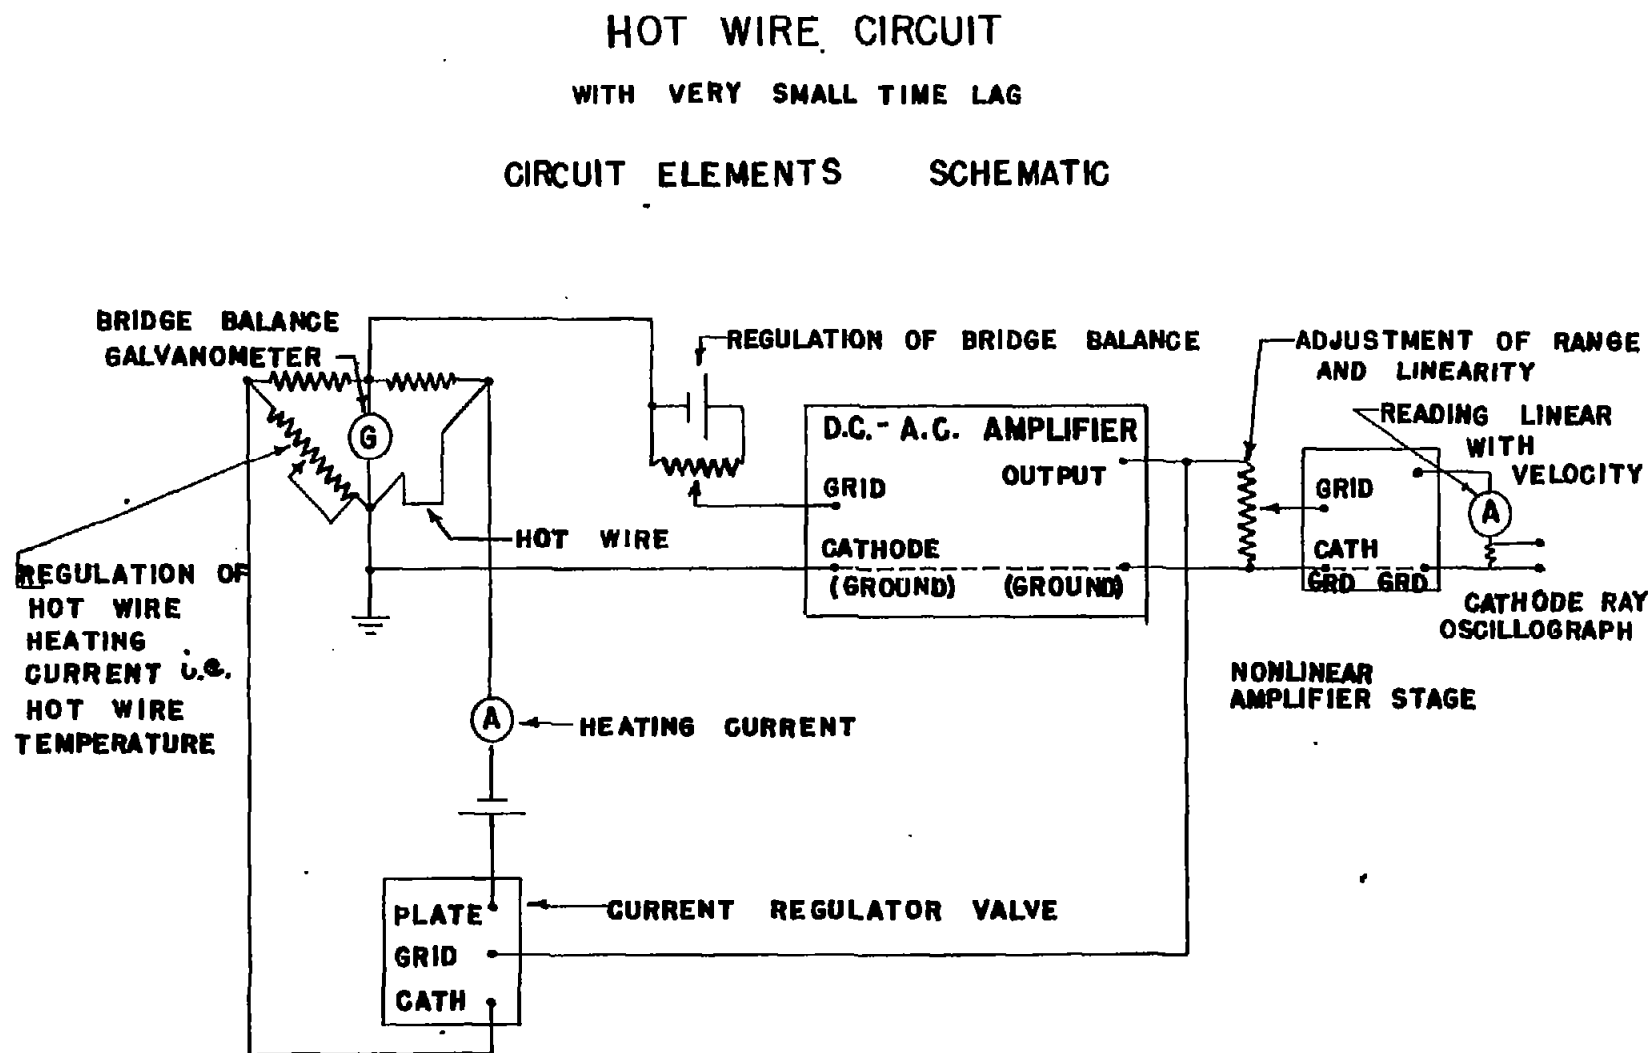 HOT WIRE CIRCUIT
WITH VERY SMALL TIME LAG
CIRCUIT ELEMENTS SCHEMATIC
BRIDGE BALANCE
GALVANOMETER
REGULATION OF BRIDGE BALANCE
ADJUSTMENT OF RANGE
AND LINEARITY
READING LINEAR
WITH
VELOCITY
D.C.- A.C. AMPLIFIER
OUTPUT
GRID
CATHODE
(GROUND) (GROUND)
G
HOT WIRE
GRID
CATH
GRD GRD
A
CATHODE RAY
OSCILLOGRAPH
REGULATION OF
HOT WIRE
HEATING
CURRENT i.e.
HOT WIRE
TEMPERATURE
NONLINEAR
AMPLIFIER STAGE
A
HEATING CURRENT
PLATE
GRID
CATH
CURRENT REGULATOR VALVE